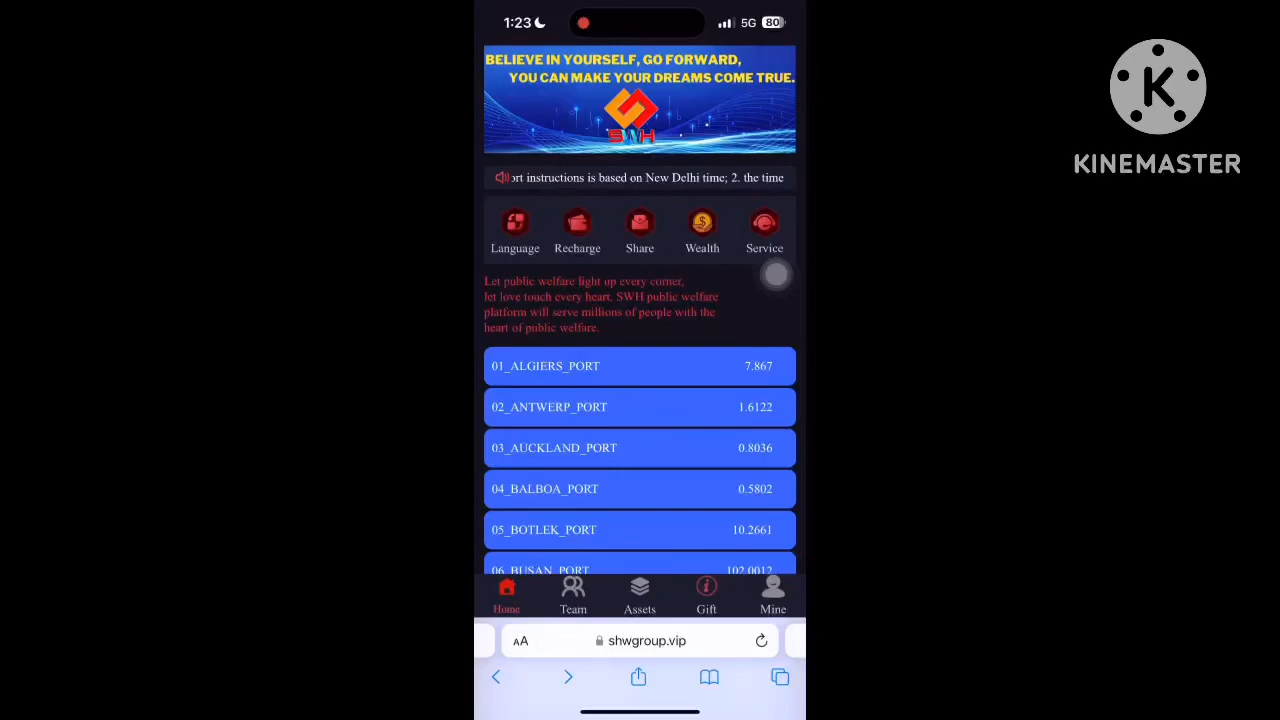 1:23
5G
80
BELIEVE IN YOURSELF, GO FORWARD,
YOU CAN MAKE YOUR DREAMS COME TRUE.
SWH
ort instructions is based on New Delhi time; 2. the time
Language Recharge Share Wealth Service
Let public welfare light up every corner,
let love touch every heart. SWH public welfare
platform will serve millions of people with the
heart of public welfare.
01_ALGIERS_PORT 7.867
02_ANTWERP_PORT 1.6122
03_AUCKLAND_PORT 0.8036
04_BALBOA_PORT 0.5802
05_BOTLEK_PORT 10.2661
06_BUSAN_PORT 102.0012
Home Team Assets Gift Mine
AA shwgroup.vip
K
KINEMASTER